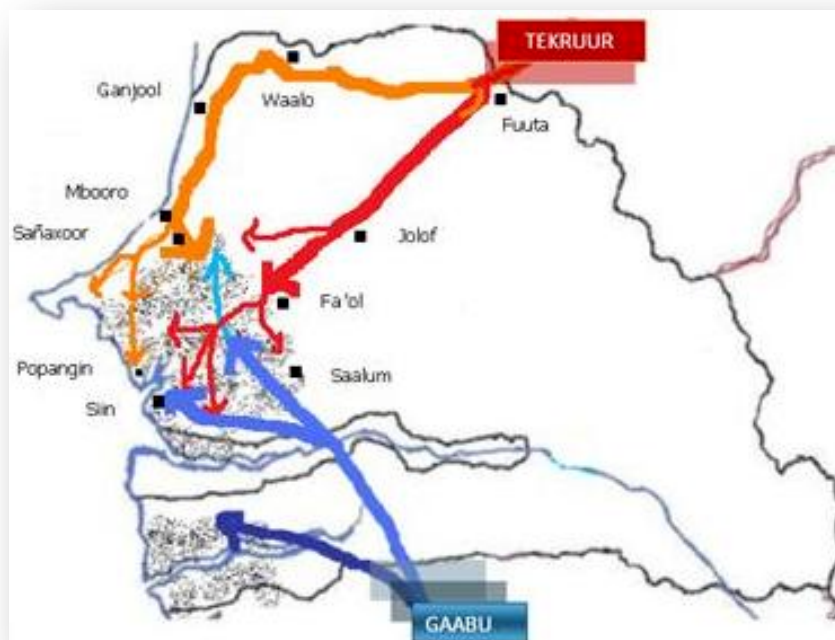 TEKRUUR
Ganjool
Waalo
Fuuta
Mbooro
Sañaxoor
Jolof
Fa'ol
Popangin
Saalum
Siin
GAABU